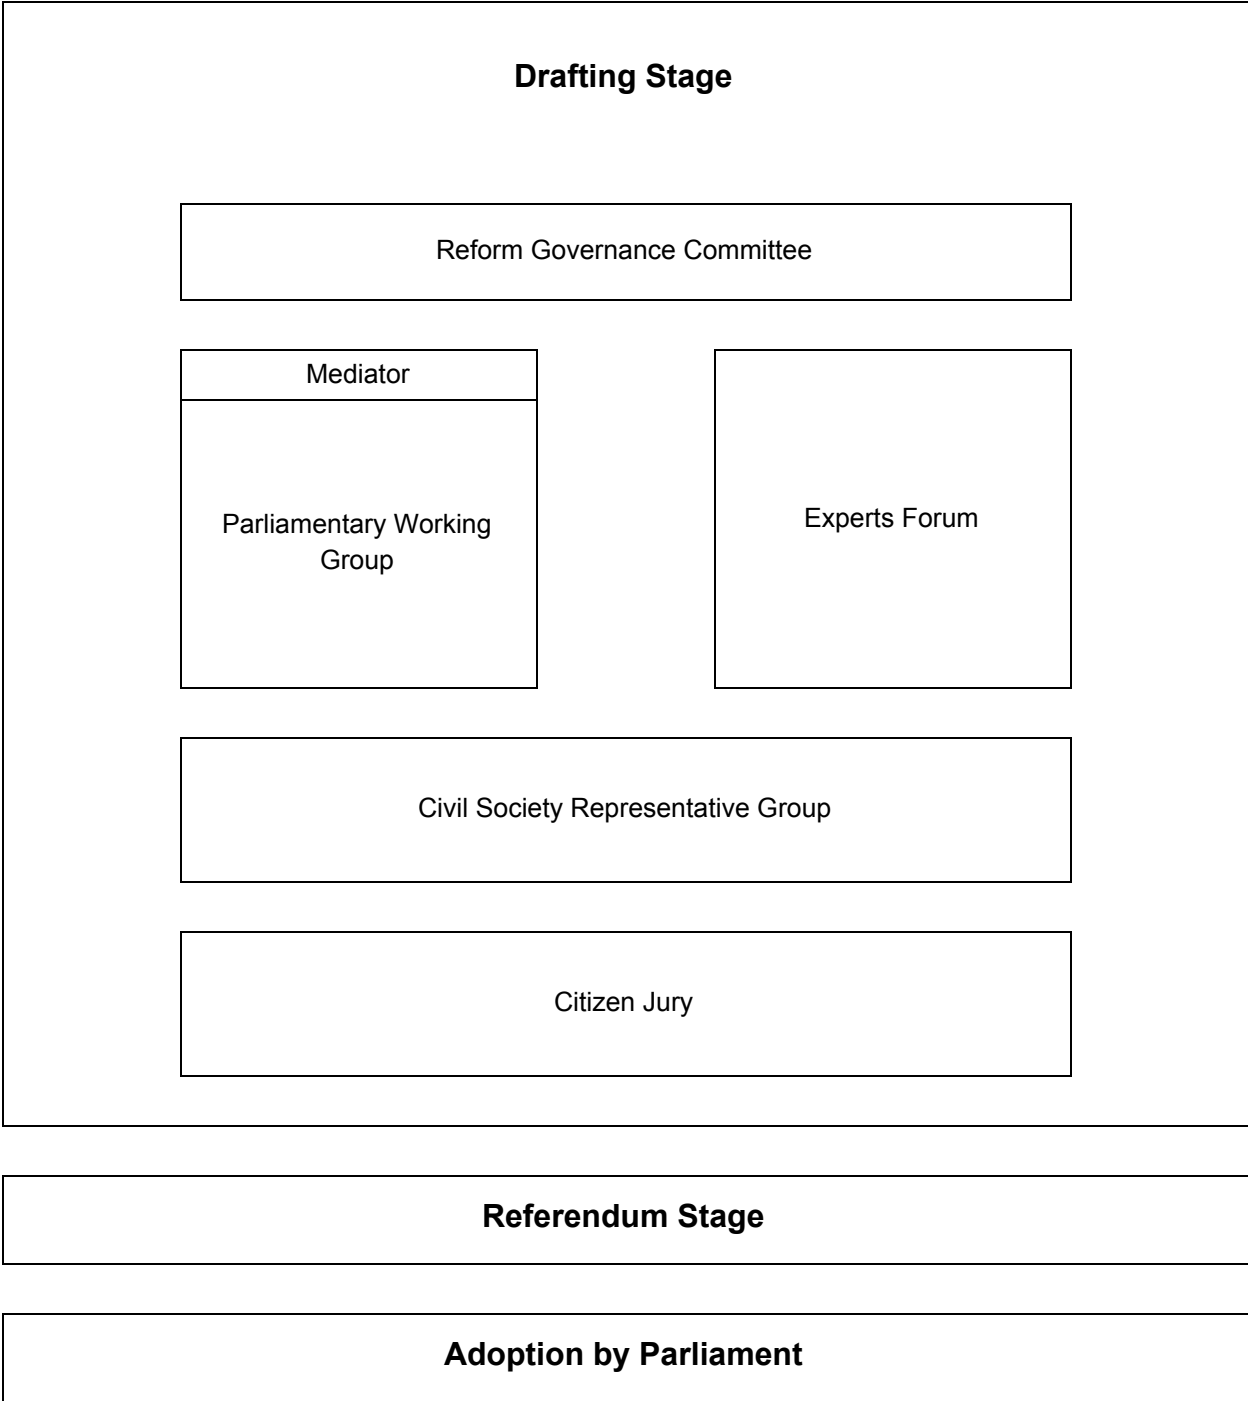 Drafting Stage
Reform Governance Committee
Mediator
Parliamentary Working
Group
Experts Forum
Civil Society Representative Group
Citizen Jury
Referendum Stage
Adoption by Parliament